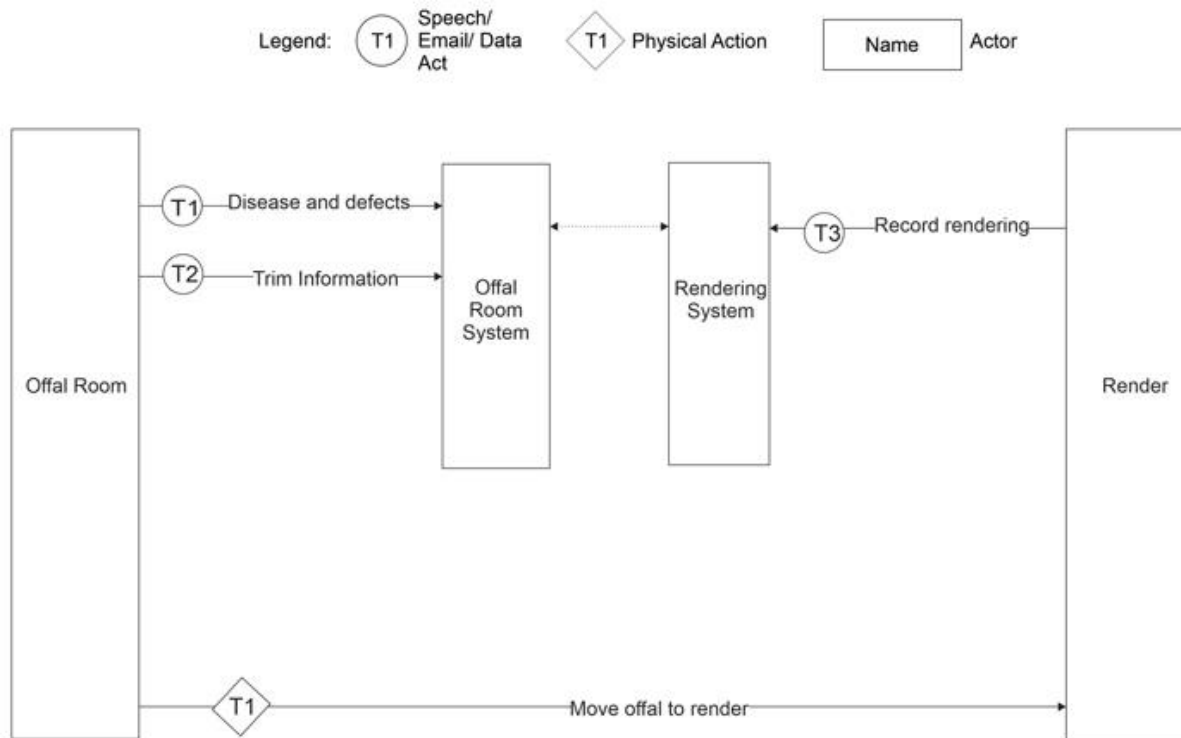 Legend:
T1
Speech/
Email/ Data
Act
T1
Physical Action
Name
Actor
T1
Disease and defects
T2
Trim Information
T3
Record rendering
Offal
Room
System
Rendering
System
Offal Room
Render
T1
Move offal to render